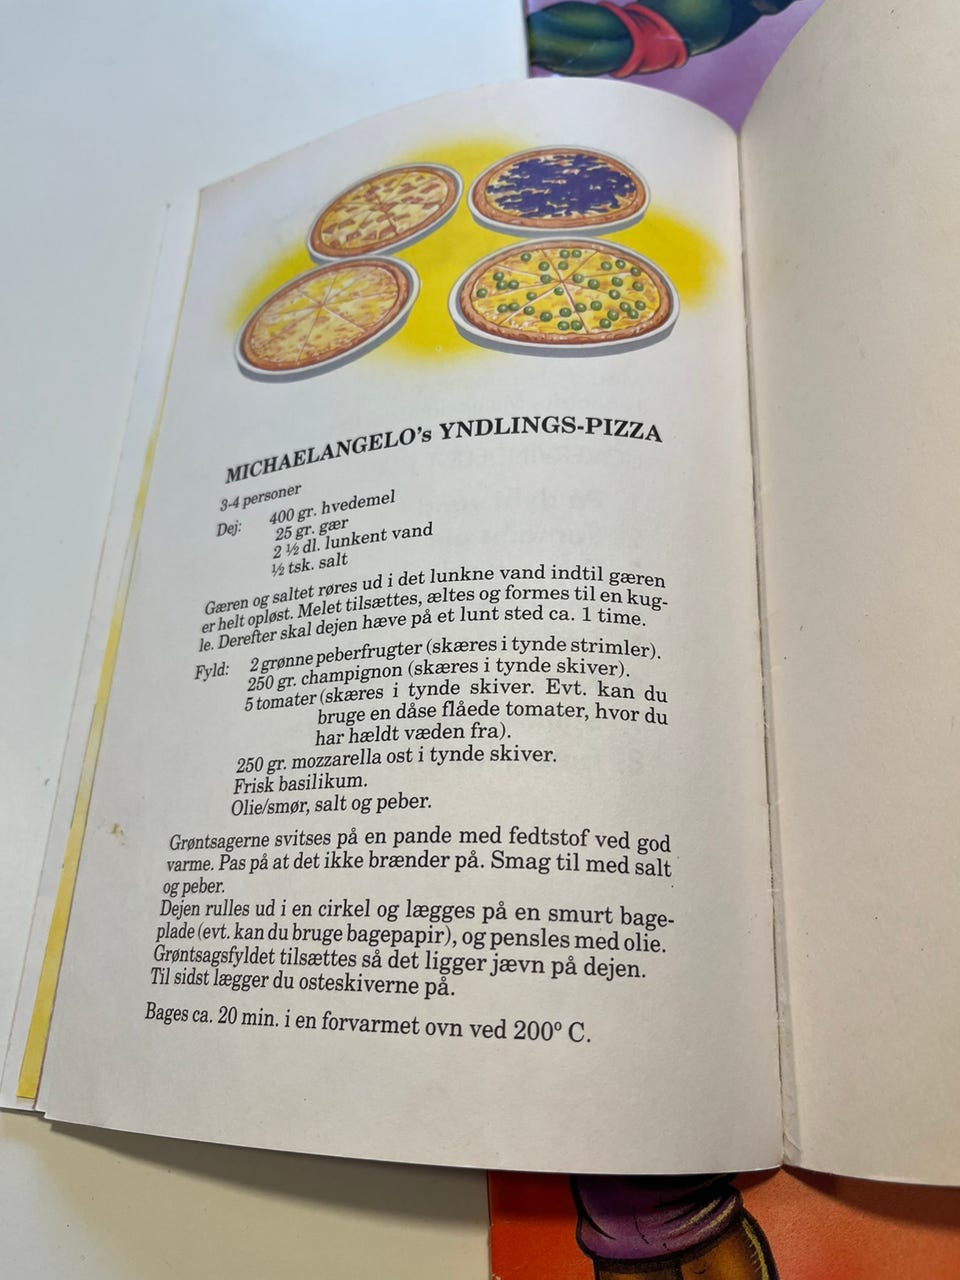 MICHAELANGELO's YNDLINGS-PIZZA
3-4 personer
Dej: 400 gr. hvedemel
25 gr. gær
2 ½ dl. lunkent vand
½ tsk. salt
Gæren og saltet røres ud i det lunkne vand indtil gæren
er helt opløst. Melet tilsættes, æltes og formes til en kug-
le. Derefter skal dejen hæve på et lunt sted ca. 1 time.
Fyld: 2 grønne peberfrugter (skæres i tynde strimler).
250 gr. champignon (skæres i tynde skiver).
5 tomater (skæres i tynde skiver. Evt. kan du
bruge en dåse flåede tomater, hvor du
har hældt væden fra).
250 gr. mozzarella ost i tynde skiver.
Frisk basilikum.
Olie/smør, salt og peber.
Grøntsagerne svitses på en pande med fedtstof ved god
varme. Pas på at det ikke brænder på. Smag til med salt
og peber.
Dejen rulles ud i en cirkel og lægges på en smurt bage-
plade (evt. kan du bruge bagepapir), og pensles med olie.
Grøntsagsfyldet tilsættes så det ligger jævn på dejen.
Til sidst lægger du osteskiverne på.
Bages ca. 20 min. i en forvarmet ovn ved 200º C.